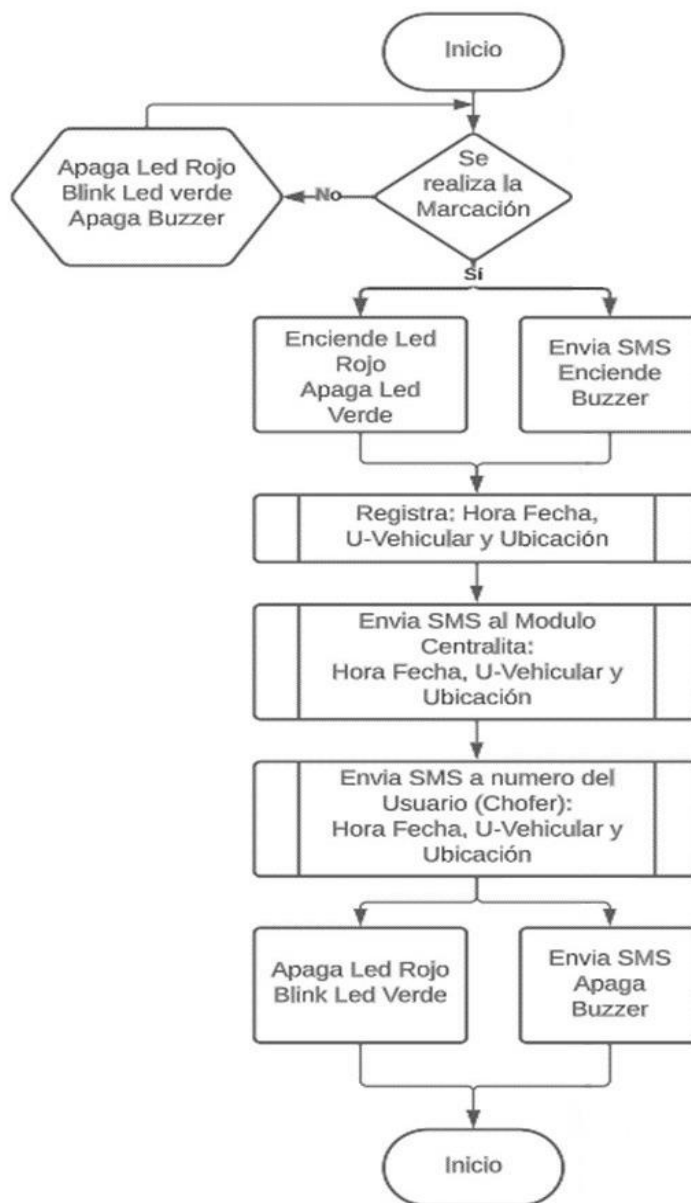 Inicio
Se
realiza la
Marcación
No
Apaga Led Rojo
Blink Led verde
Apaga Buzzer
Sí
Enciende Led
Rojo
Apaga Led
Verde
Envia SMS
Enciende
Buzzer
Registra: Hora Fecha,
U-Vehicular y Ubicación
Envia SMS al Modulo
Centralita:
Hora Fecha, U-Vehicular y
Ubicación
Envia SMS a numero del
Usuario (Chofer):
Hora Fecha, U-Vehicular y
Ubicación
Apaga Led Rojo
Blink Led Verde
Envia SMS
Apaga
Buzzer
Inicio